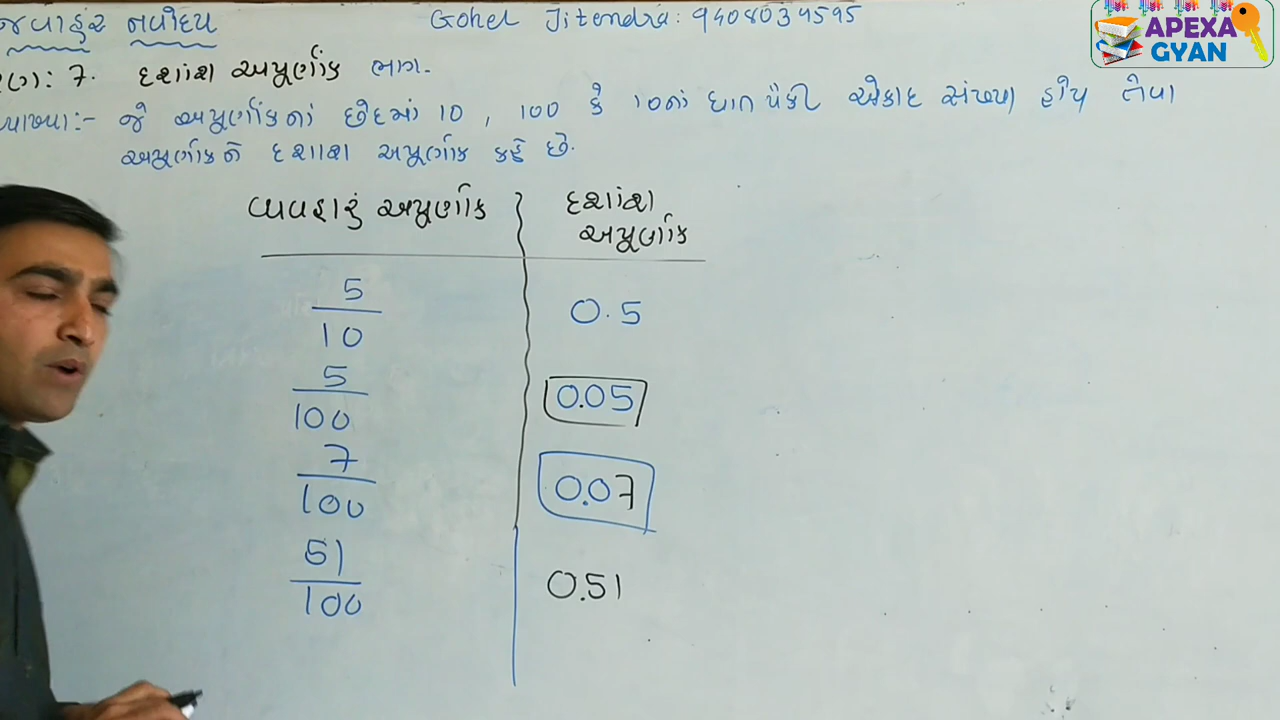 જવાહર નવોદય Gohel Jitendra: 9408034595
APEXA
GYAN
રણ: 7. દશાંશ અપૂર્ણાંક ભાગ.
વ્યાખ્યા:- જે અપૂર્ણાંકનાં છેદમાં 10, 100 કે 10નાં ઘાત પૈકી એકાદ સંખ્યા હોય તેવા
અપૂર્ણાંકને દશાંશ અપૂર્ણાંક કહે છે.
વ્યવહારું અપૂર્ણાંક દશાંશ
અપૂર્ણાંક
5/10 0.5
5/100 0.05
7/100 0.07
51/100 0.51